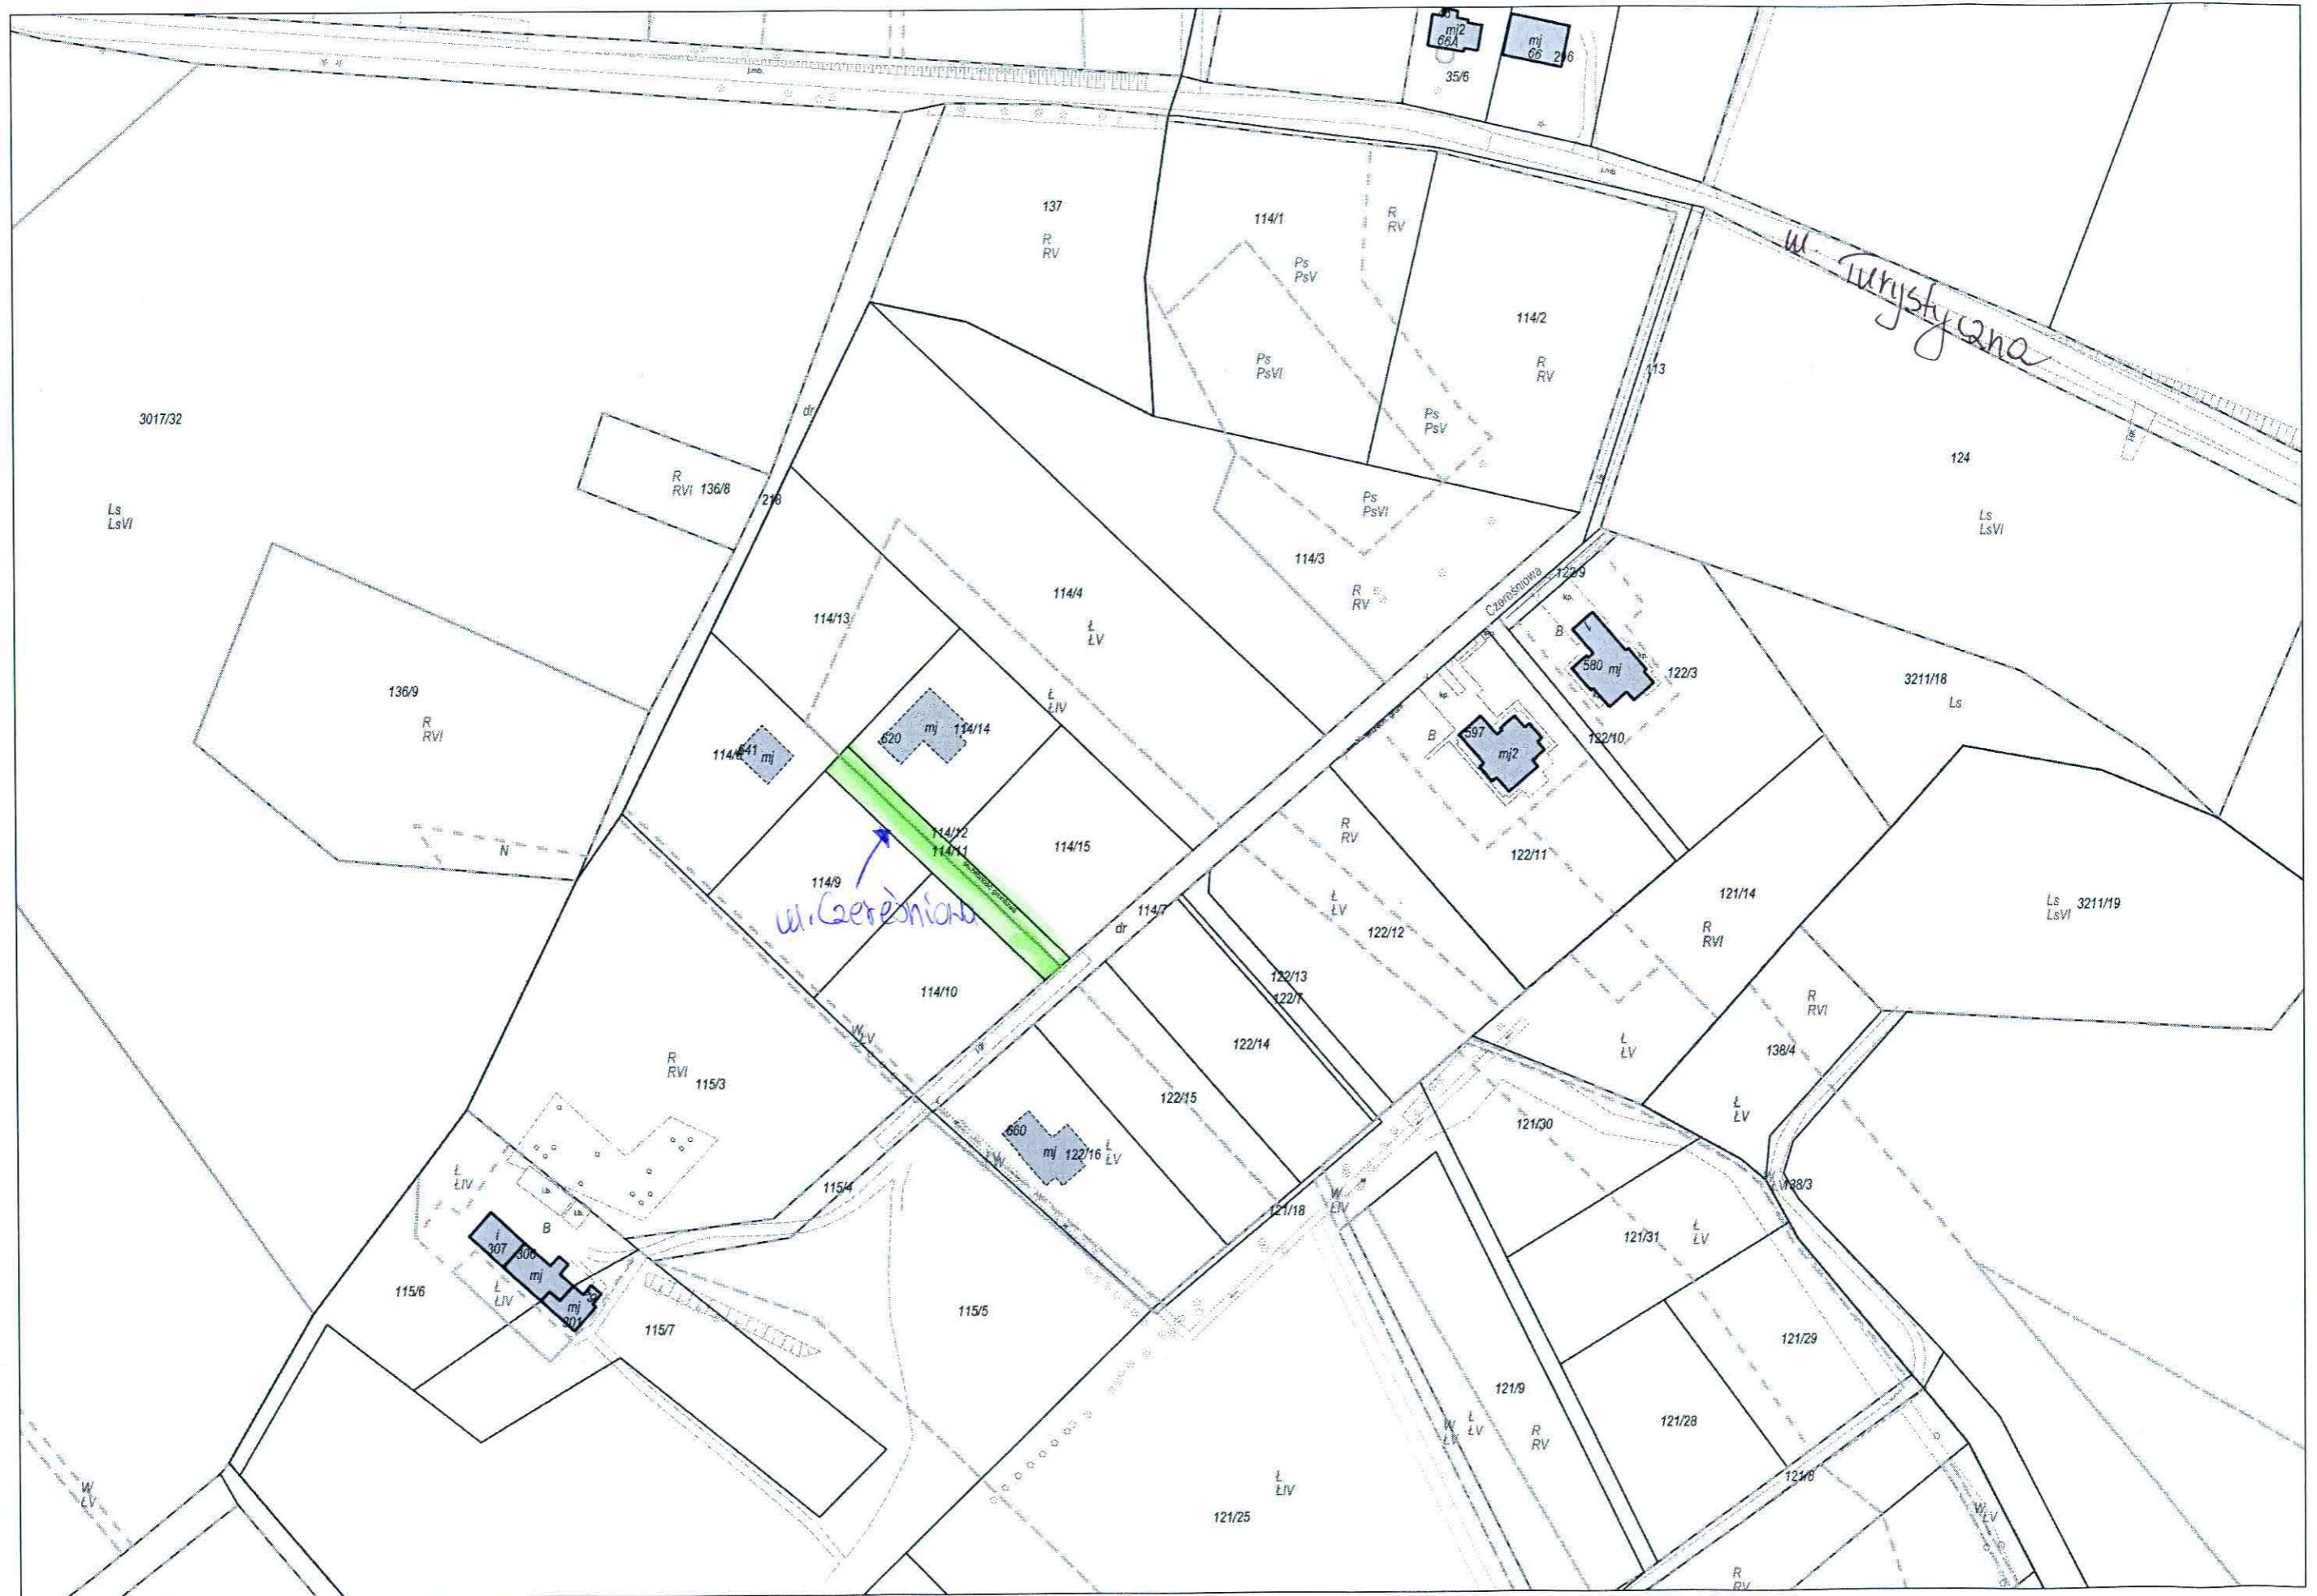 mj2
66A
mj
66 296
35/6
j.mb.
j.mb.
137
R
RV
114/1
R
RV
Ps
PsV
114/2
R
RV
Ps
PsVI
113
Ps
PsV
ul. Turystyczna
3017/32
dr
R
RVI 136/8
218
124
Ls
LsVI
Ps
PsVI
Ls
LsVI
114/3
R
RV
Czereśniowa
122/9
kp.
114/4
Ł
ŁV
114/13
B
580 mj
122/3
3211/18
Ls
136/9
R
RVI
Ł
ŁIV
kp.
620
mj
114/14
B
597
mj2
122/10
641
mj
114/12
114/11
114/15
114/9
ul. Czereśniowa
R
RV
122/11
Ł
ŁV
122/12
121/14
R
RVI
Ls
LsVI 3211/19
N
114/7
dr
122/13
122/7
114/10
W
ŁV
R
RVI
122/14
Ł
ŁV
138/4
Ł
ŁV
R
RVI 115/3
122/15
121/30
660
mj 122/16
Ł
ŁV
138/3
115/4
121/18
W
ŁIV
Ł
ŁIV
B
i
307
306
mj
mj
301
Ł
ŁIV
115/6
115/7
115/5
121/31
Ł
ŁV
121/29
121/9
W
ŁV
Ł
ŁV
R
RV
121/28
121/8
W
ŁV
Ł
ŁIV
121/25
W
ŁV
R
RV